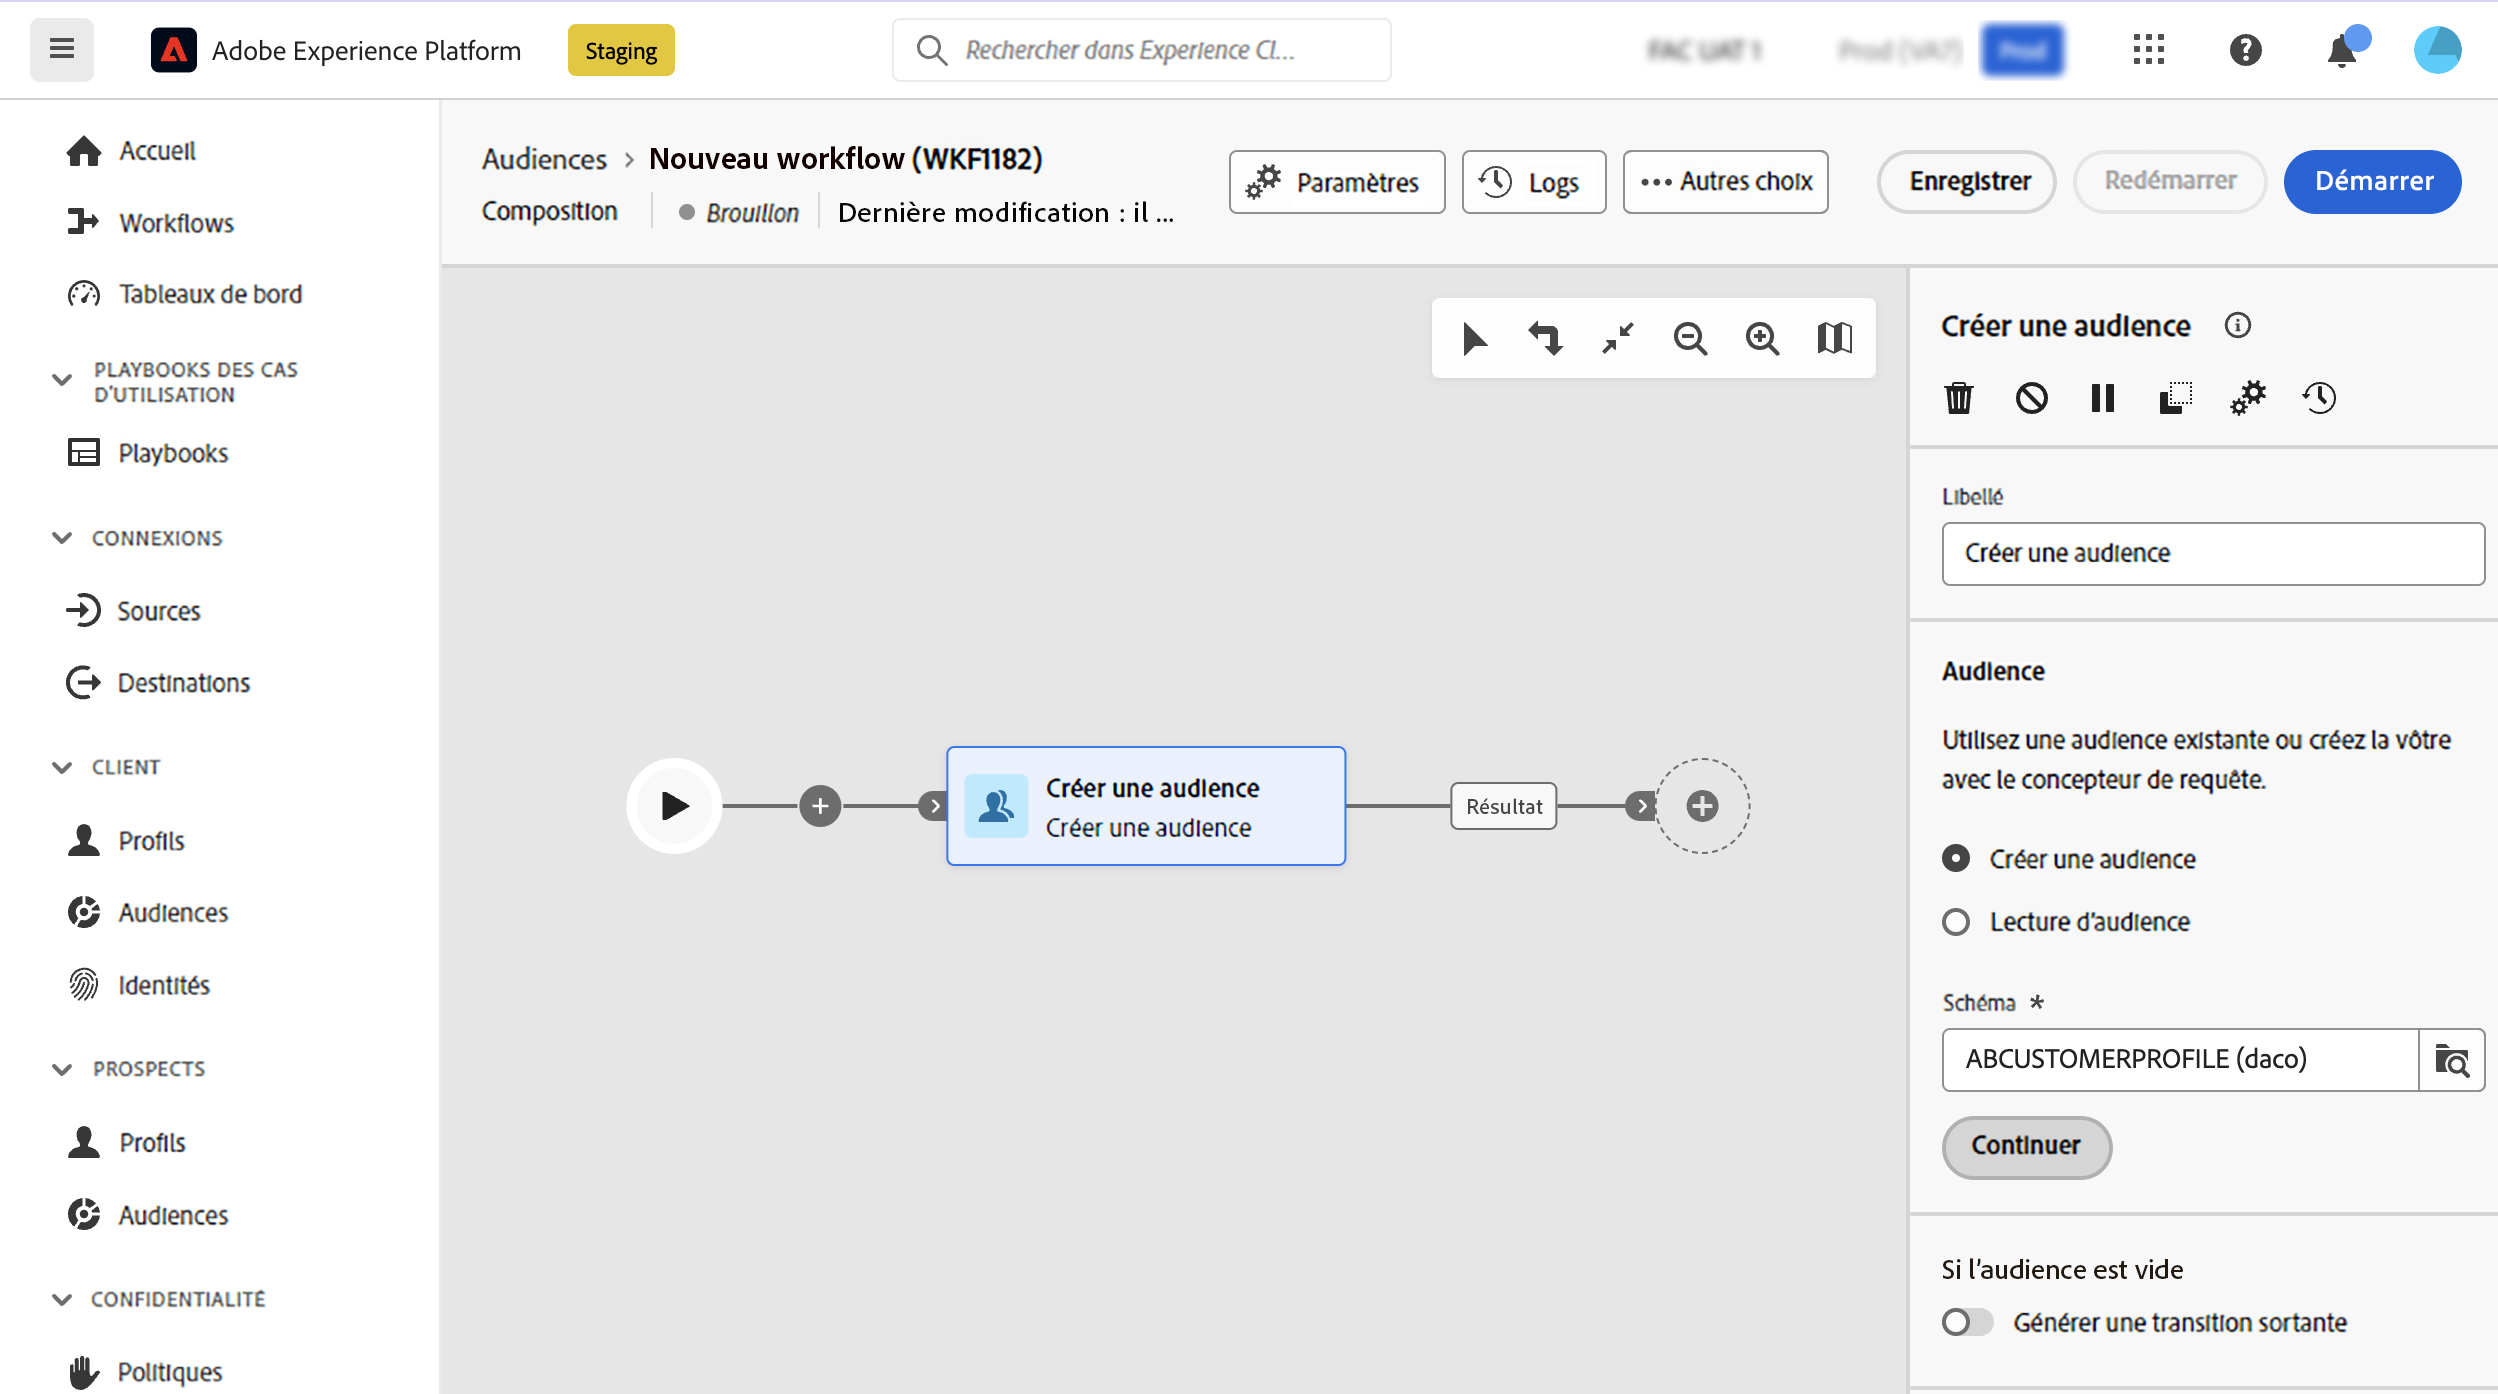 Adobe Experience Platform
Staging
Rechercher dans Experience Cl...
Accueil
Workflows
Tableaux de bord
PLAYBOOKS DES CAS
D'UTILISATION
Playbooks
CONNEXIONS
Sources
Destinations
CLIENT
Profils
Audiences
Identités
PROSPECTS
Profils
Audiences
CONFIDENTIALITÉ
Politiques
Audiences > Nouveau workflow (WKF1182)
Composition
Brouillon
Dernière modification : il ...
Paramètres
Logs
Autres choix
Enregistrer
Redémarrer
Démarrer
Créer une audience
Créer une audience
Résultat
Créer une audience
Libellé
Créer une audience
Audience
Utilisez une audience existante ou créez la vôtre
avec le concepteur de requête.
Créer une audience
Lecture d’audience
Schéma *
ABCUSTOMERPROFILE (daco)
Continuer
Si l’audience est vide
Générer une transition sortante